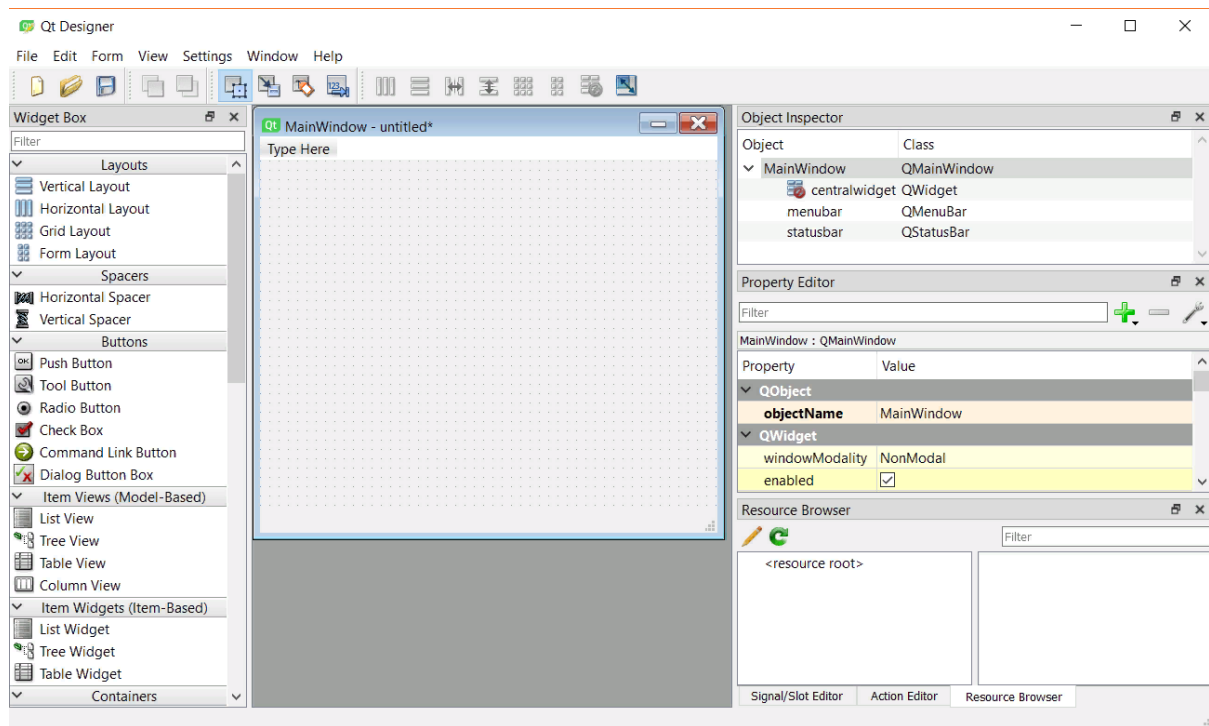 Qt Designer
File Edit Form View Settings Window Help
Widget Box
Filter
Layouts
Vertical Layout
Horizontal Layout
Grid Layout
Form Layout
Spacers
Horizontal Spacer
Vertical Spacer
Buttons
Push Button
Tool Button
Radio Button
Check Box
Command Link Button
Dialog Button Box
Item Views (Model-Based)
List View
Tree View
Table View
Column View
Item Widgets (Item-Based)
List Widget
Tree Widget
Table Widget
Containers
MainWindow - untitled*
Type Here
Object Inspector
Object Class
MainWindow QMainWindow
centralwidget QWidget
menubar QMenuBar
statusbar QStatusBar
Property Editor
Filter
MainWindow : QMainWindow
Property Value
QObject
objectName MainWindow
QWidget
windowModality NonModal
enabled
Resource Browser
Filter
<resource root>
Signal/Slot Editor Action Editor Resource Browser